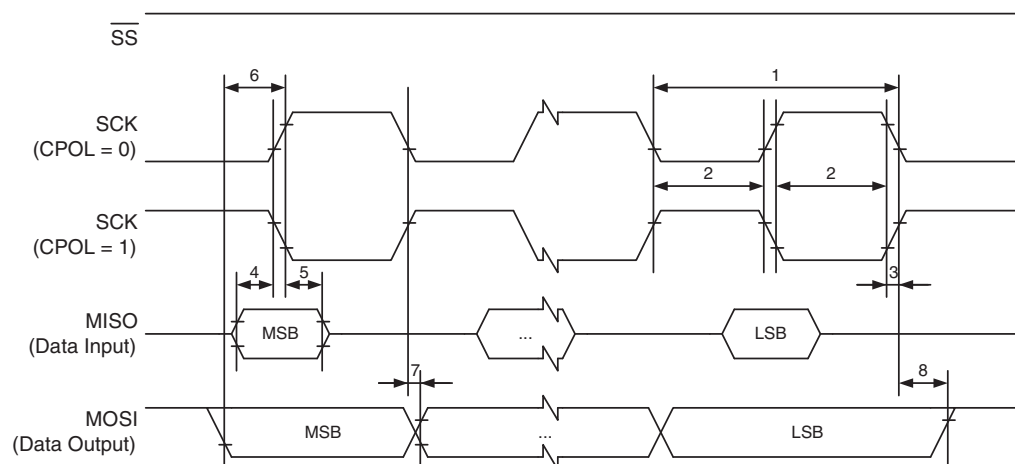 SS
6
1
SCK
(CPOL = 0)
2
2
SCK
(CPOL = 1)
4
5
3
MISO
(Data Input)
MSB
...
LSB
7
8
MOSI
(Data Output)
MSB
...
LSB